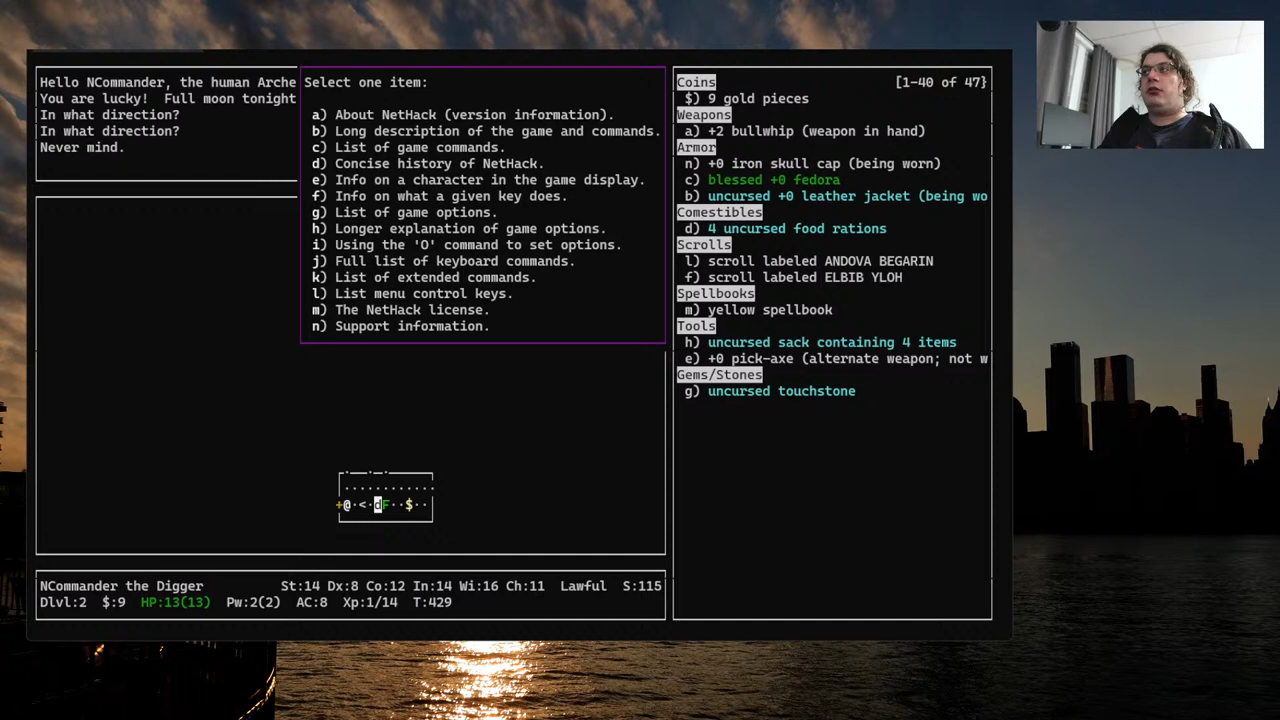 Hello NCommander, the human Arche
You are lucky!  Full moon tonight
In what direction?
In what direction?
Never mind.
Select one item:
a) About NetHack (version information).
b) Long description of the game and commands.
c) List of game commands.
d) Concise history of NetHack.
e) Info on a character in the game display.
f) Info on what a given key does.
g) List of game options.
h) Longer explanation of game options.
i) Using the 'O' command to set options.
j) Full list of keyboard commands.
k) List of extended commands.
l) List menu control keys.
m) The NetHack license.
n) Support information.
Coins [1-40 of 47}
$) 9 gold pieces
Weapons
a) +2 bullwhip (weapon in hand)
Armor
n) +0 iron skull cap (being worn)
c) blessed +0 fedora
b) uncursed +0 leather jacket (being wo
Comestibles
d) 4 uncursed food rations
Scrolls
l) scroll labeled ANDOVA BEGARIN
f) scroll labeled ELBIB YLOH
Spellbooks
m) yellow spellbook
Tools
h) uncursed sack containing 4 items
e) +0 pick-axe (alternate weapon; not w
Gems/Stones
g) uncursed touchstone
············
+@·<·dF··$··
NCommander the Digger St:14 Dx:8 Co:12 In:14 Wi:16 Ch:11 Lawful S:115
Dlvl:2 $:9 HP:13(13) Pw:2(2) AC:8 Xp:1/14 T:429